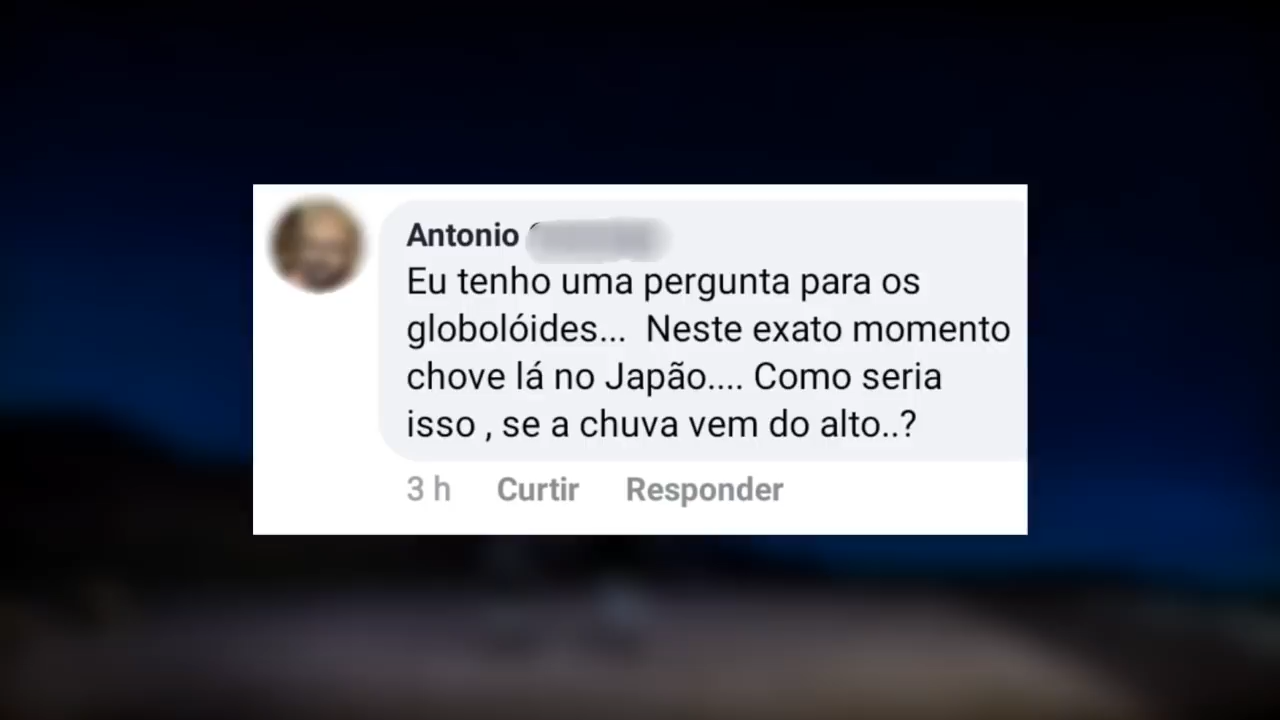 Antonio
Eu tenho uma pergunta para os
globolóides...  Neste exato momento
chove lá no Japão.... Como seria
isso , se a chuva vem do alto..?
3 h Curtir Responder